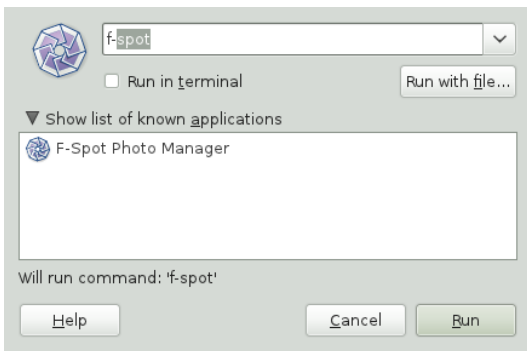 f-spot
Run in terminal
Run with file...
Show list of known applications
F-Spot Photo Manager
Will run command: 'f-spot'
Help
Cancel
Run